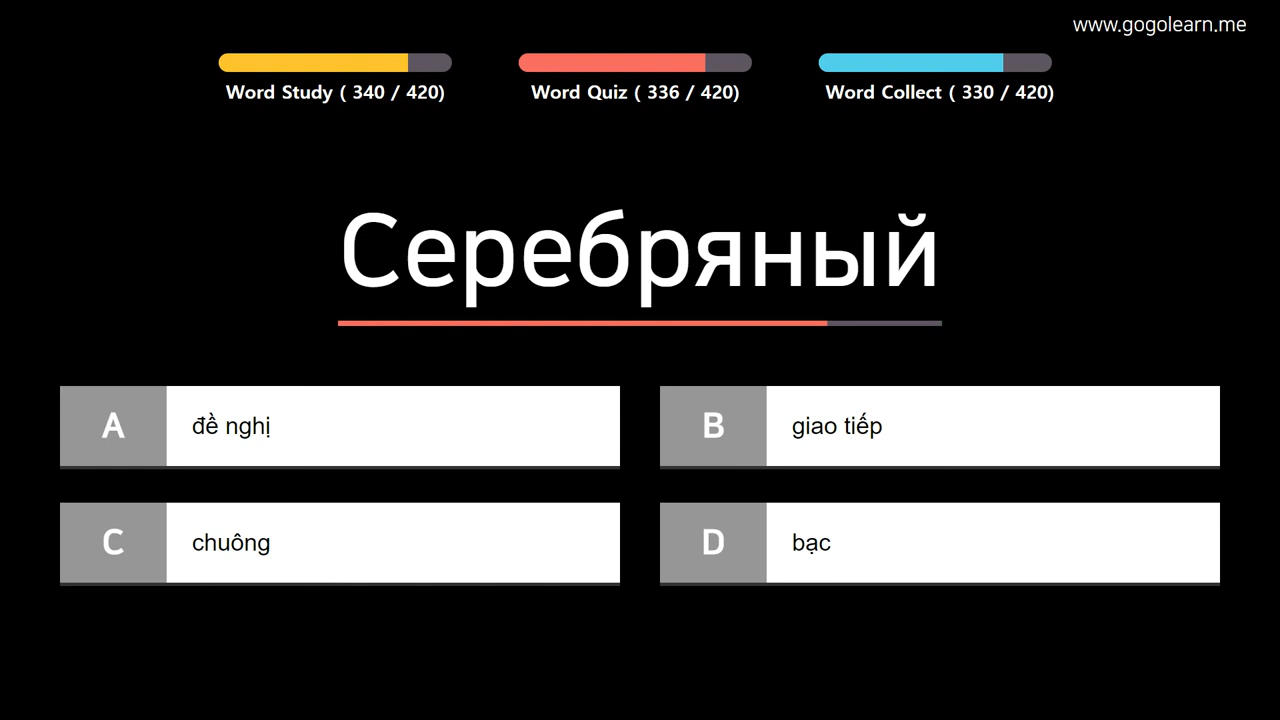 www.gogolearn.me
Word Study ( 340 / 420)
Word Quiz ( 336 / 420)
Word Collect ( 330 / 420)
Серебряный
A đề nghị
B giao tiếp
C chuông
D bạc